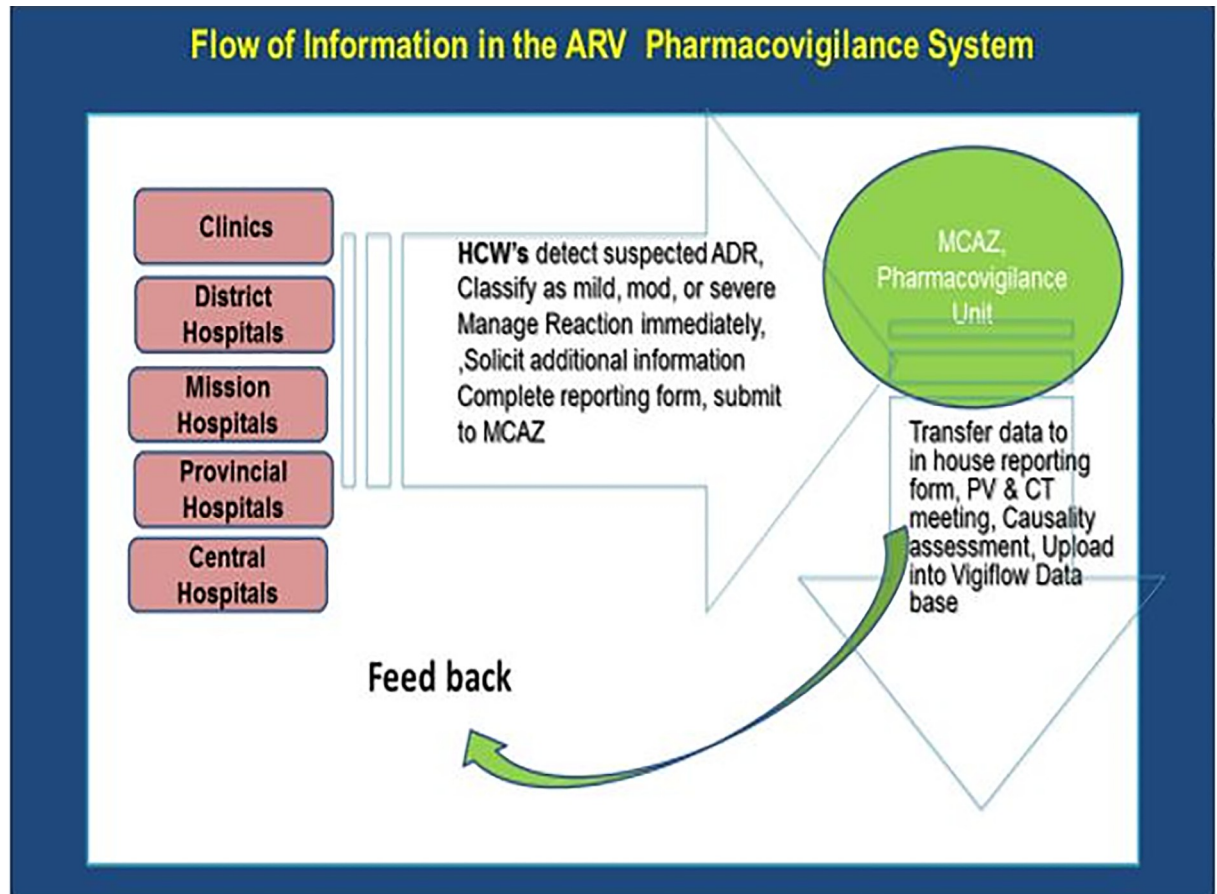 Flow of Information in the ARV Pharmacovigilance System
Clinics
District
Hospitals
Mission
Hospitals
Provincial
Hospitals
Central
Hospitals
HCW's detect suspected ADR,
Classify as mild, mod, or severe
Manage Reaction immediately,
,Solicit additional information
Complete reporting form, submit
to MCAZ
MCAZ,
Pharmacovigilance
Unit
Transfer data to
in house reporting
form, PV & CT
meeting, Causality
assessment, Upload
into Vigiflow Data
base
Feed back